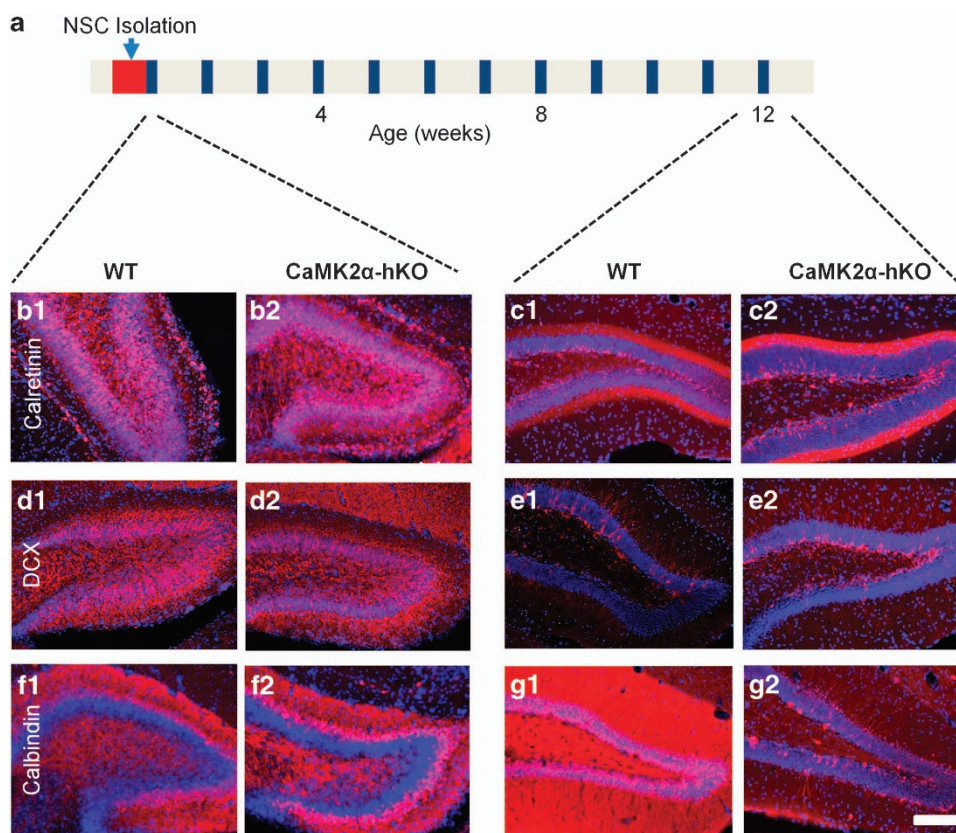 a
NSC Isolation
4
8
12
Age (weeks)
WT
CaMK2α-hKO
WT
CaMK2α-hKO
Calretinin
b1
b2
c1
c2
DCX
d1
d2
e1
e2
Calbindin
f1
f2
g1
g2